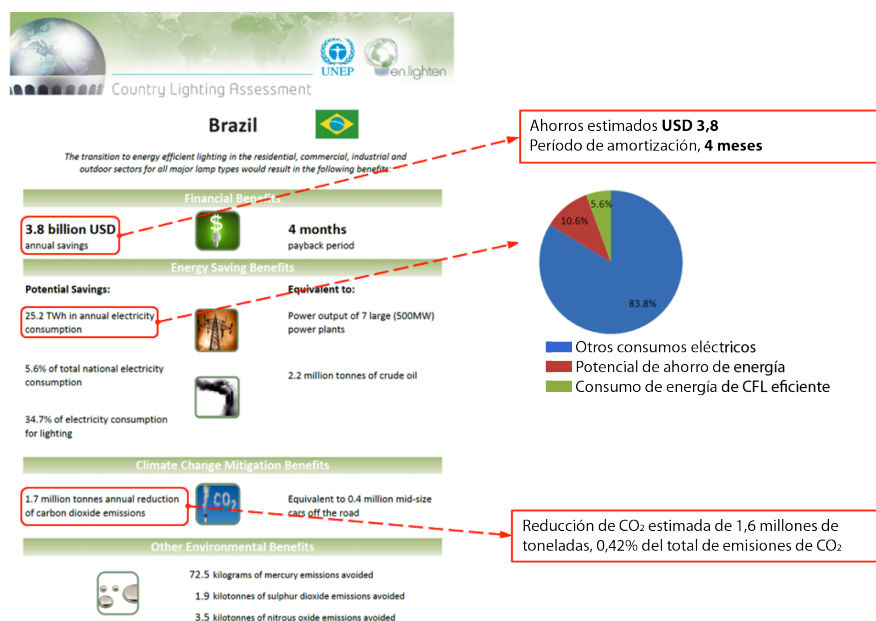 UNEP
en.lighten
Country Lighting Assessment
Brazil
The transition to energy efficient lighting in the residential, commercial, industrial and
outdoor sectors for all major lamp types would result in the following benefits:
Financial Benefits
3.8 billion USD
annual savings
4 months
payback period
Energy Saving Benefits
Potential Savings:
Equivalent to:
25.2 TWh in annual electricity
consumption
Power output of 7 large (500MW)
power plants
5.6% of total national electricity
consumption
2.2 million tonnes of crude oil
34.7% of electricity consumption
for lighting
Climate Change Mitigation Benefits
1.7 million tonnes annual reduction
of carbon dioxide emissions
CO2
Equivalent to 0.4 million mid-size
cars off the road
Other Environmental Benefits
72.5 kilograms of mercury emissions avoided
1.9 kilotonnes of sulphur dioxide emissions avoided
3.5 kilotonnes of nitrous oxide emissions avoided
Ahorros estimados USD 3,8
Período de amortización, 4 meses
5.6%
10.6%
83.8%
Otros consumos eléctricos
Potencial de ahorro de energía
Consumo de energía de CFL eficiente
Reducción de CO₂ estimada de 1,6 millones de
toneladas, 0,42% del total de emisiones de CO₂